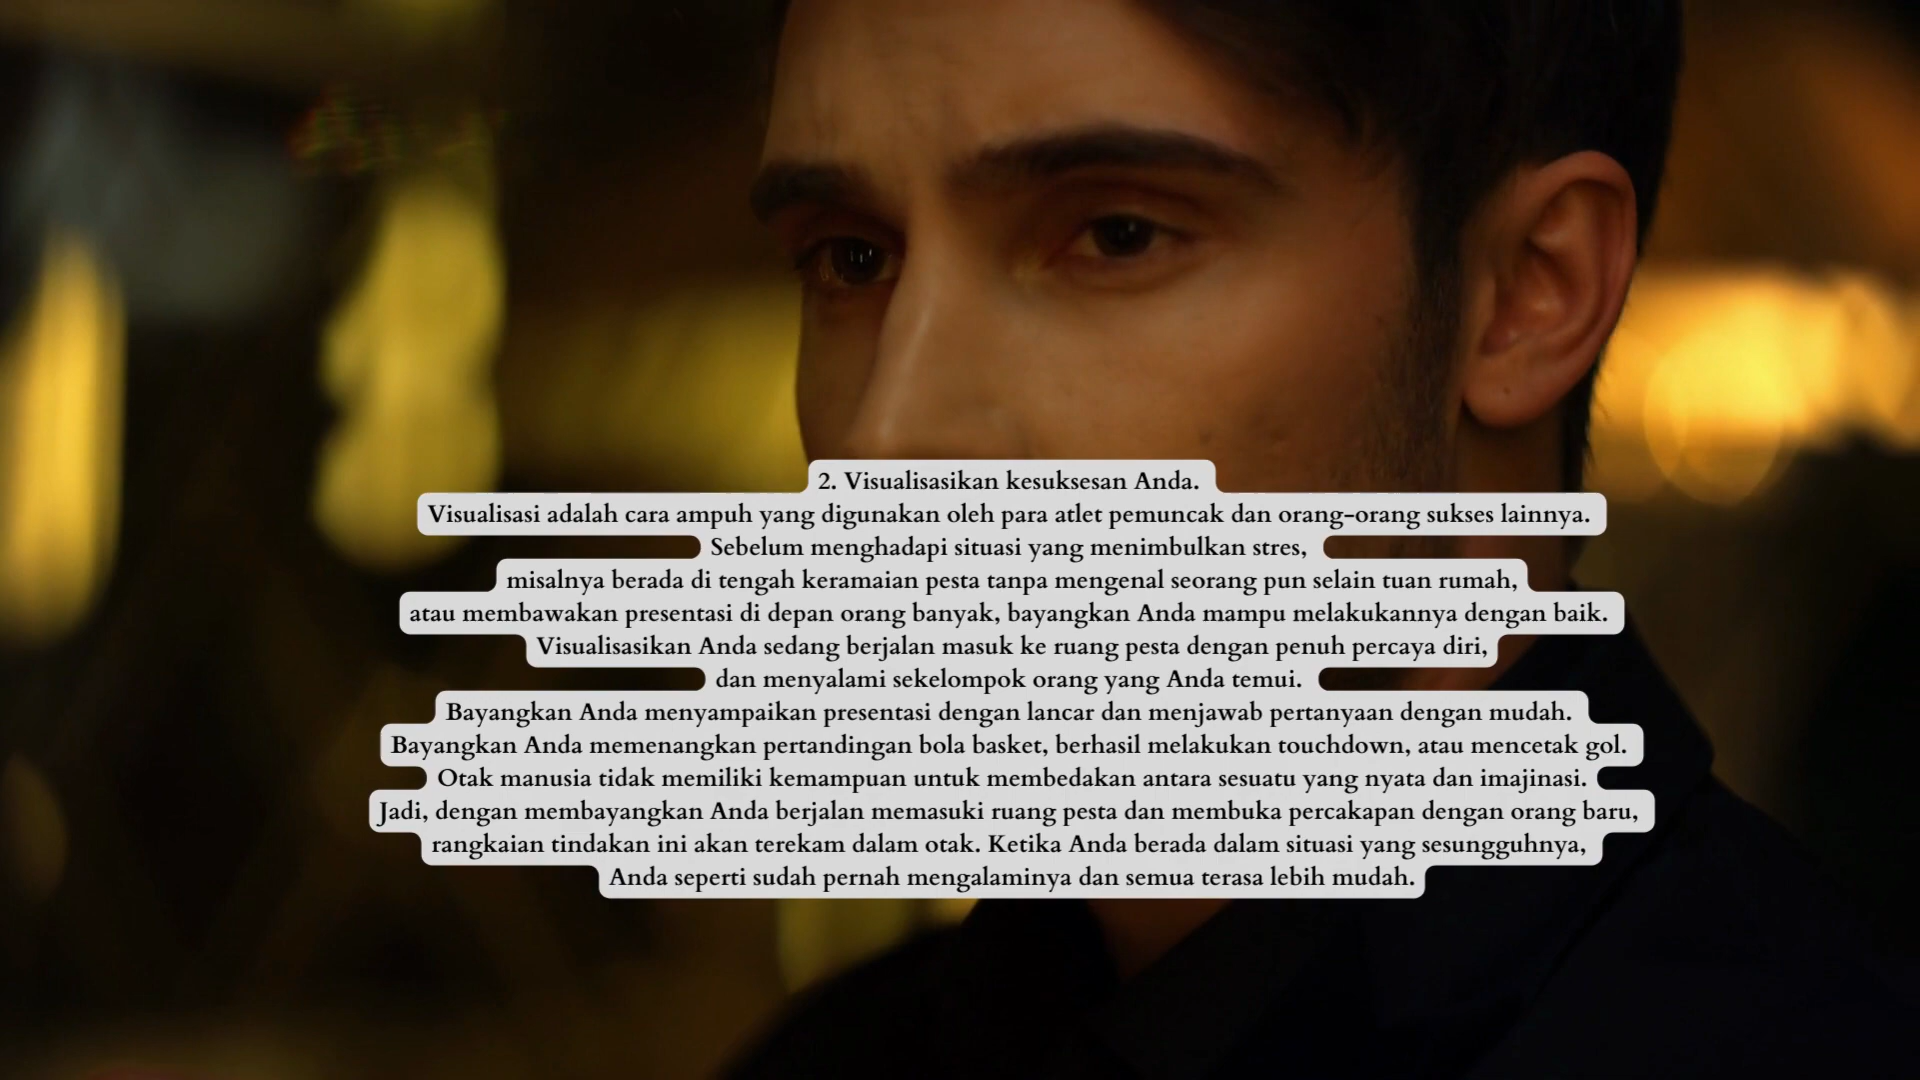 2. Visualisasikan kesuksesan Anda.
Visualisasi adalah cara ampuh yang digunakan oleh para atlet pemuncak dan orang-orang sukses lainnya.
Sebelum menghadapi situasi yang menimbulkan stres,
misalnya berada di tengah keramaian pesta tanpa mengenal seorang pun selain tuan rumah,
atau membawakan presentasi di depan orang banyak, bayangkan Anda mampu melakukannya dengan baik.
Visualisasikan Anda sedang berjalan masuk ke ruang pesta dengan penuh percaya diri,
dan menyalami sekelompok orang yang Anda temui.
Bayangkan Anda menyampaikan presentasi dengan lancar dan menjawab pertanyaan dengan mudah.
Bayangkan Anda memenangkan pertandingan bola basket, berhasil melakukan touchdown, atau mencetak gol.
Otak manusia tidak memiliki kemampuan untuk membedakan antara sesuatu yang nyata dan imajinasi.
Jadi, dengan membayangkan Anda berjalan memasuki ruang pesta dan membuka percakapan dengan orang baru,
rangkaian tindakan ini akan terekam dalam otak. Ketika Anda berada dalam situasi yang sesungguhnya,
Anda seperti sudah pernah mengalaminya dan semua terasa lebih mudah.